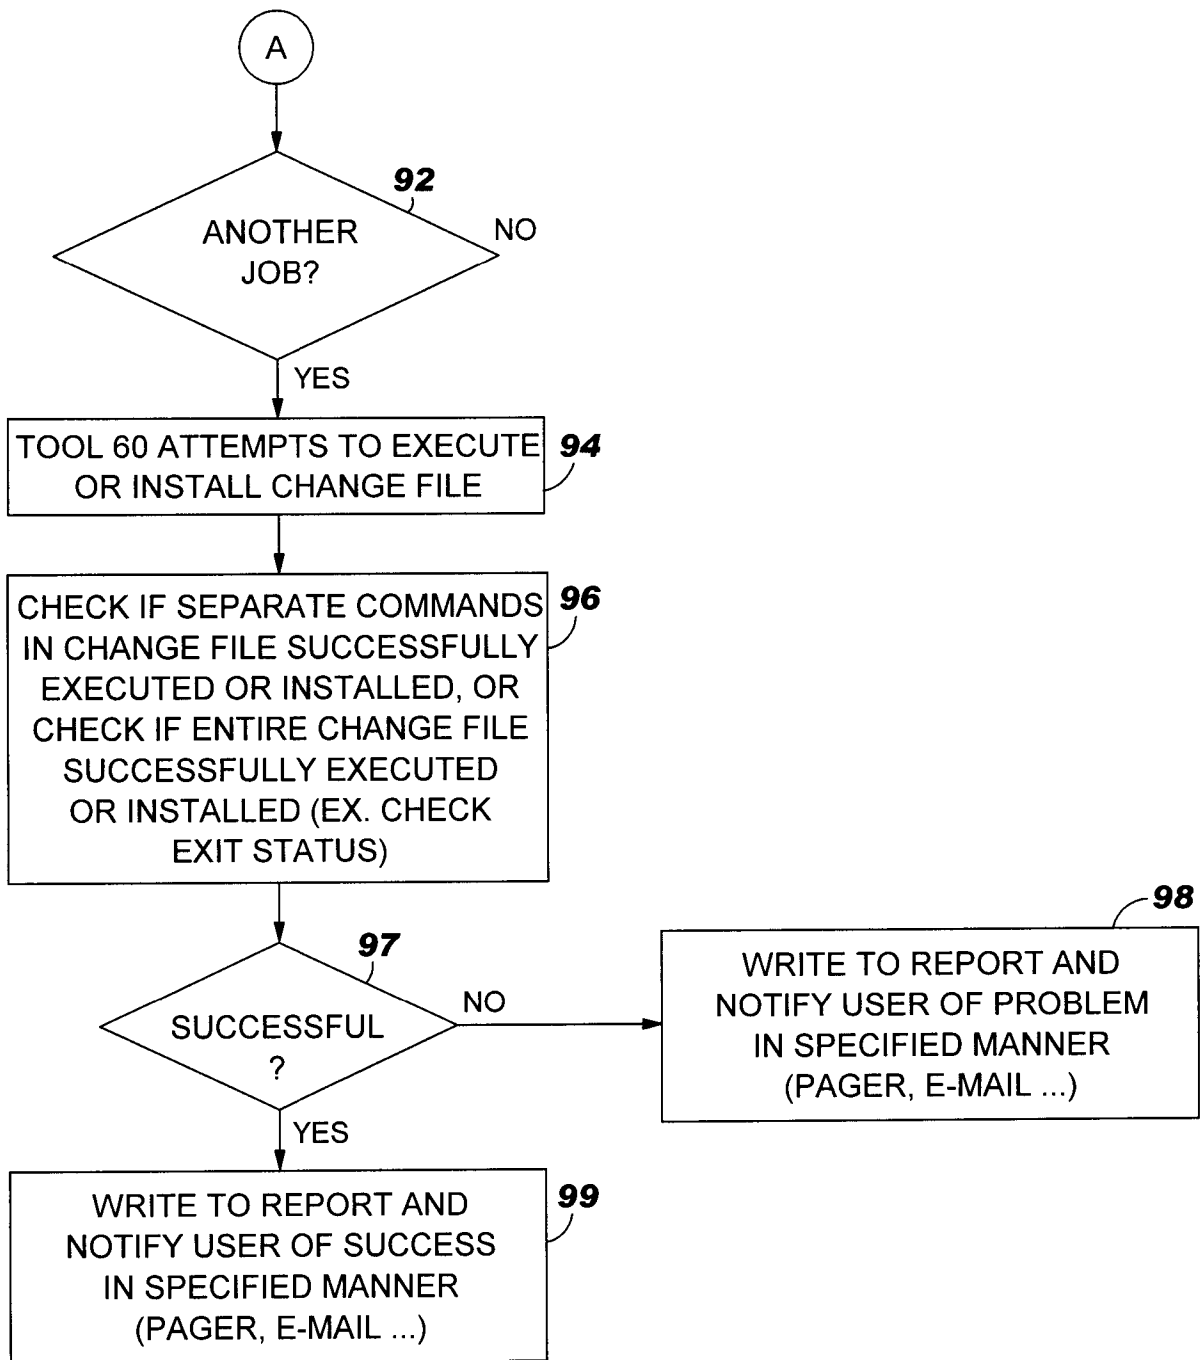 A
92
ANOTHER
JOB?
NO
YES
TOOL 60 ATTEMPTS TO EXECUTE
OR INSTALL CHANGE FILE
94
CHECK IF SEPARATE COMMANDS
IN CHANGE FILE SUCCESSFULLY
EXECUTED OR INSTALLED, OR
CHECK IF ENTIRE CHANGE FILE
SUCCESSFULLY EXECUTED
OR INSTALLED (EX. CHECK
EXIT STATUS)
96
97
SUCCESSFUL
?
NO
98
WRITE TO REPORT AND
NOTIFY USER OF PROBLEM
IN SPECIFIED MANNER
(PAGER, E-MAIL ...)
YES
WRITE TO REPORT AND
NOTIFY USER OF SUCCESS
IN SPECIFIED MANNER
(PAGER, E-MAIL ...)
99